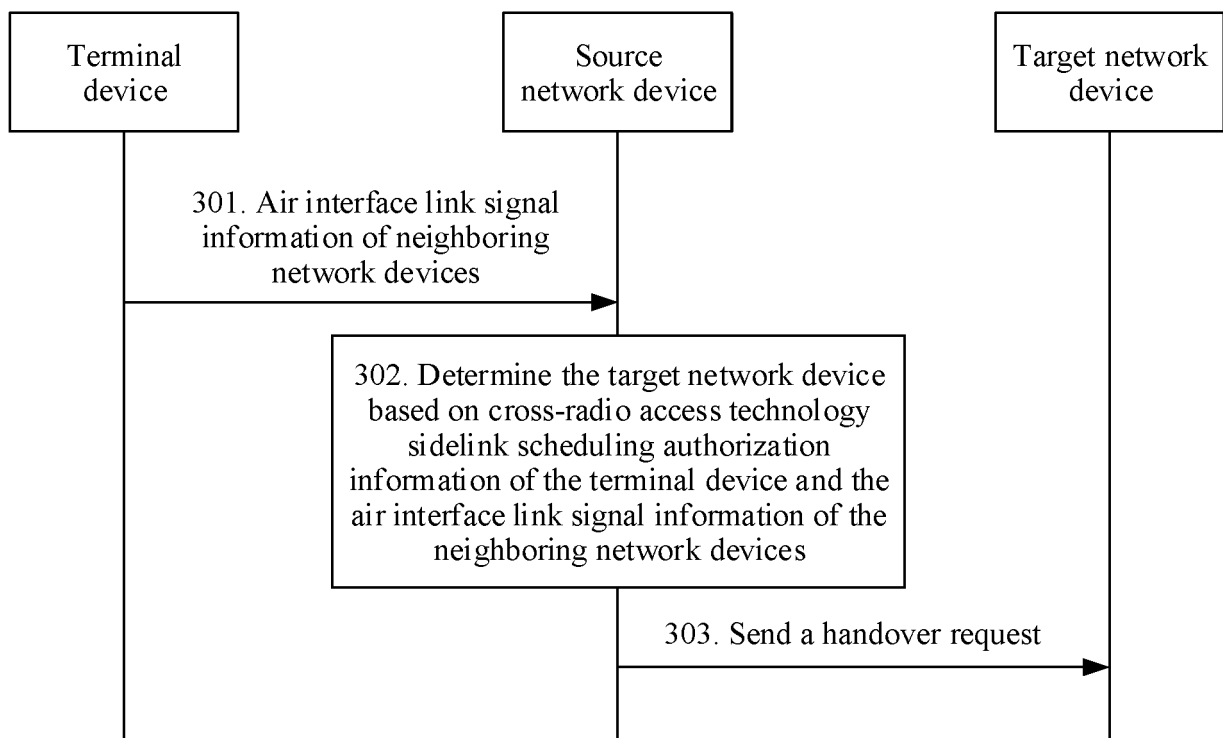 Terminal
device
Source
network device
Target network
device
301. Air interface link signal
information of neighboring
network devices
302. Determine the target network device
based on cross-radio access technology
sidelink scheduling authorization
information of the terminal device and the
air interface link signal information of the
neighboring network devices
303. Send a handover request